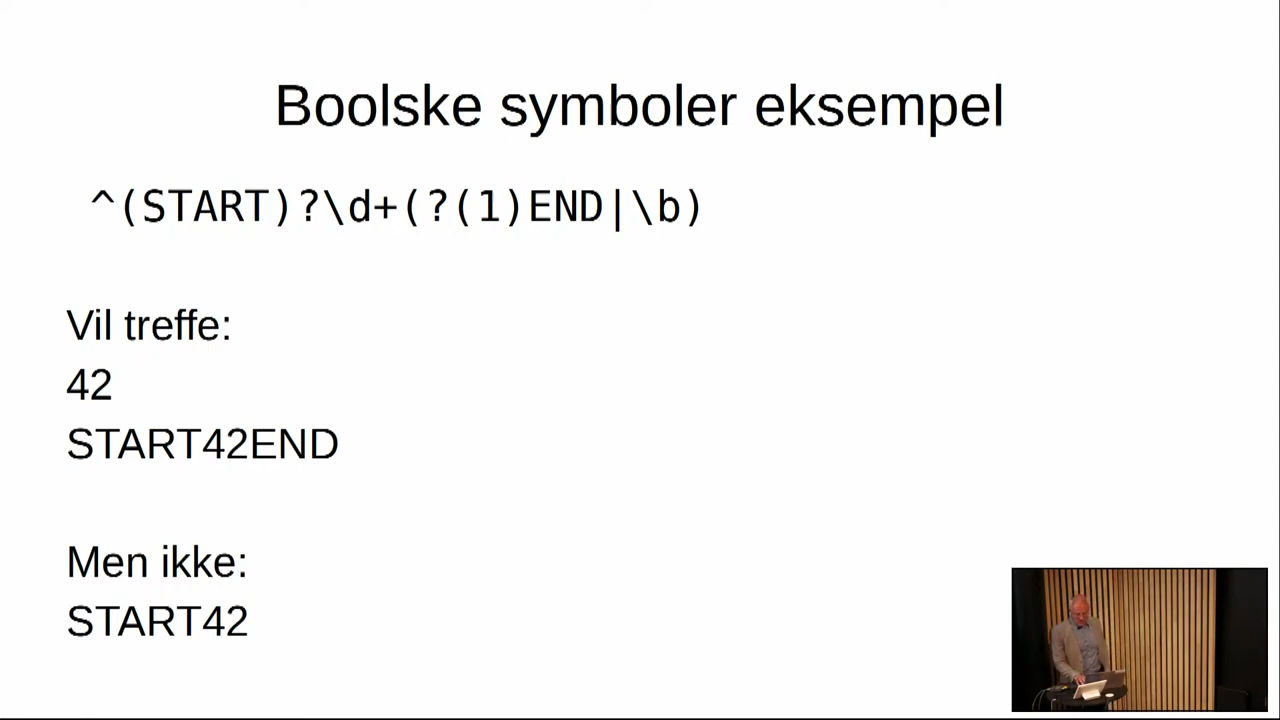 Boolske symboler eksempel
^(START)?\d+(?(1)END|\b)
Vil treffe:
42
START42END
Men ikke:
START42